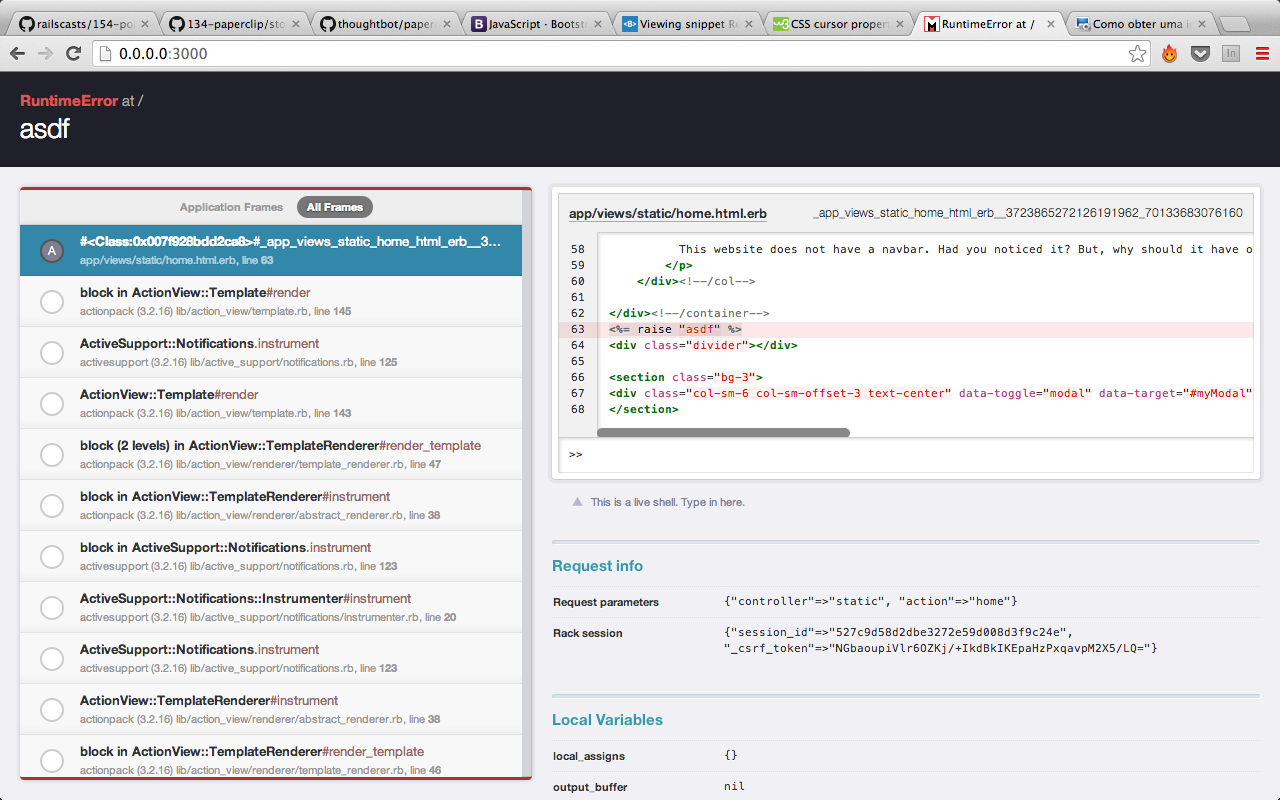 railscasts/154-po
134-paperclip/sto
thoughtbot/paper
JavaScript · Bootst
Viewing snippet R
CSS cursor propert
RuntimeError at /
Como obter uma i
0.0.0.0:3000
RuntimeError at /
asdf
Application Frames All Frames
A
#<Class:0x007f928bdd2ca8>#_app_views_static_home_html_erb__3...
app/views/static/home.html.erb, line 63
block in ActionView::Template#render
actionpack (3.2.16) lib/action_view/template.rb, line 145
ActiveSupport::Notifications.instrument
activesupport (3.2.16) lib/active_support/notifications.rb, line 125
ActionView::Template#render
actionpack (3.2.16) lib/action_view/template.rb, line 143
block (2 levels) in ActionView::TemplateRenderer#render_template
actionpack (3.2.16) lib/action_view/renderer/template_renderer.rb, line 47
block in ActionView::TemplateRenderer#instrument
actionpack (3.2.16) lib/action_view/renderer/abstract_renderer.rb, line 38
block in ActiveSupport::Notifications.instrument
activesupport (3.2.16) lib/active_support/notifications.rb, line 123
ActiveSupport::Notifications::Instrumenter#instrument
activesupport (3.2.16) lib/active_support/notifications/instrumenter.rb, line 20
ActiveSupport::Notifications.instrument
activesupport (3.2.16) lib/active_support/notifications.rb, line 123
ActionView::TemplateRenderer#instrument
actionpack (3.2.16) lib/action_view/renderer/abstract_renderer.rb, line 38
block in ActionView::TemplateRenderer#render_template
actionpack (3.2.16) lib/action_view/renderer/template_renderer.rb, line 46
app/views/static/home.html.erb _app_views_static_home_html_erb__3723865272126191962_70133683076160
58 This website does not have a navbar. Had you noticed it? But, why should it have o
59 </p>
60 </div><!--/col-->
61
62 </div><!--/container-->
63 <%= raise "asdf" %>
64 <div class="divider"></div>
65
66 <section class="bg-3">
67 <div class="col-sm-6 col-sm-offset-3 text-center" data-toggle="modal" data-target="#myModal"
68 </section>
>>
This is a live shell. Type in here.
Request info
Request parameters {"controller"=>"static", "action"=>"home"}
Rack session {"session_id"=>"527c9d58d2dbe3272e59d008d3f9c24e",
"_csrf_token"=>"NGbaoupiVlr6OZKj/+IkdBkIKEpaHzPxqavpM2X5/LQ="}
Local Variables
local_assigns {}
output_buffer nil